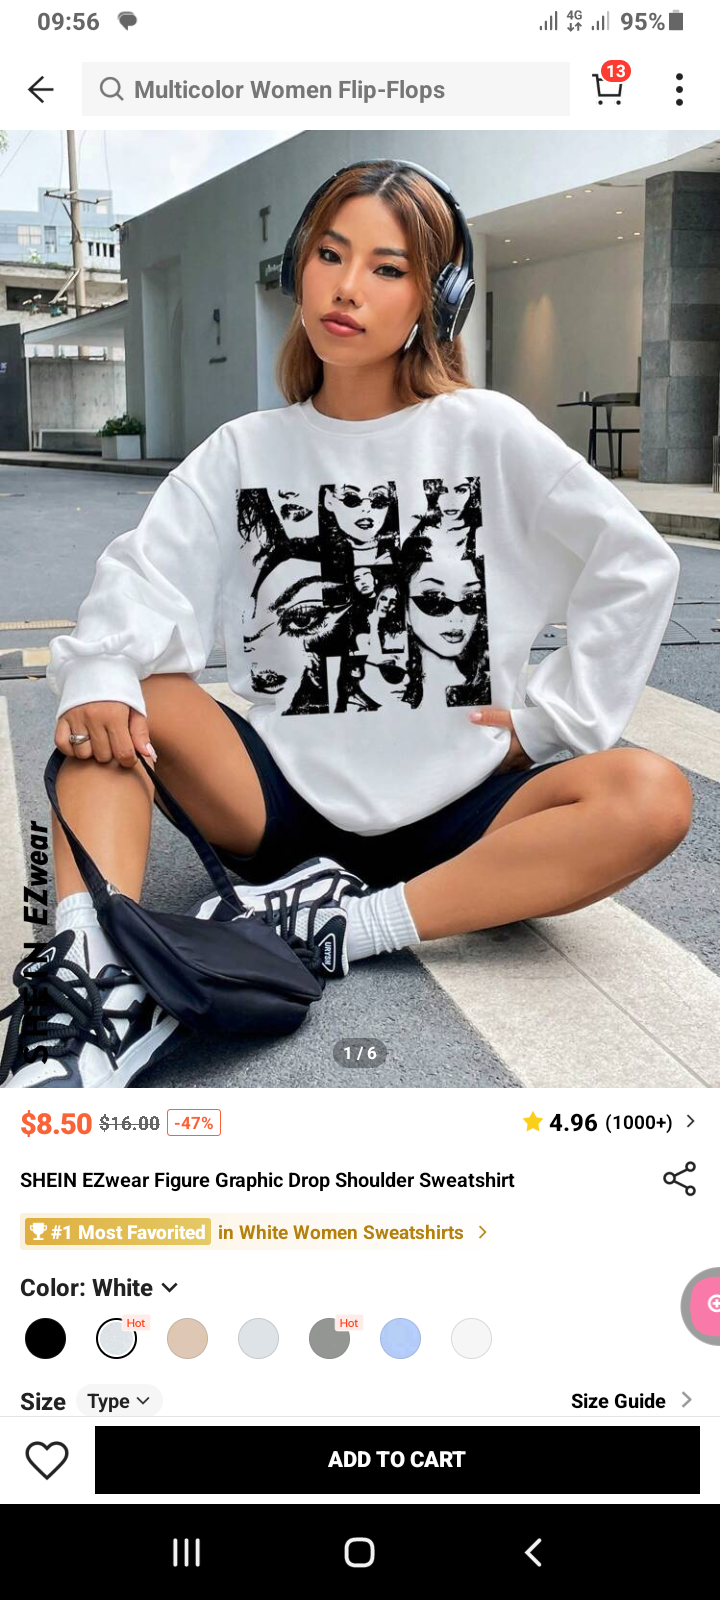 09:56
4G
95%
Multicolor Women Flip-Flops
13
SHEIN EZwear
1 / 6
$8.50 $16.00 -47%
4.96 (1000+)
SHEIN EZwear Figure Graphic Drop Shoulder Sweatshirt
#1 Most Favorited in White Women Sweatshirts
Color: White
Hot
Hot
Size
Type
Size Guide
ADD TO CART